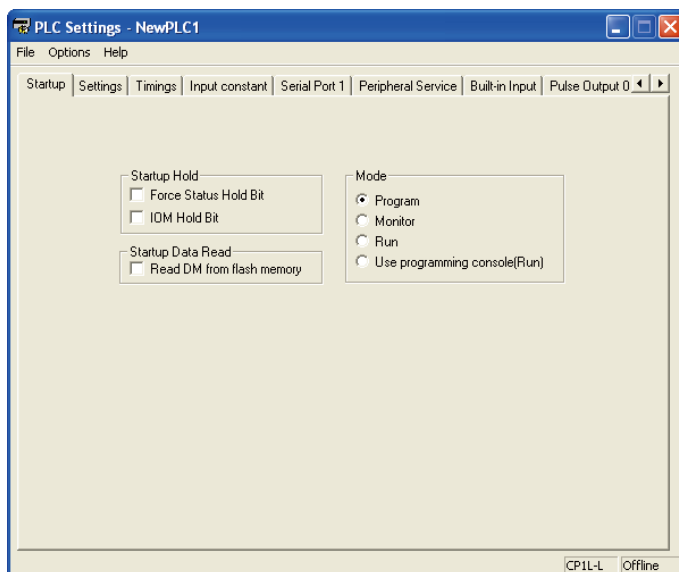 PLC Settings - NewPLC1
File Options Help
Startup Settings Timings Input constant Serial Port 1 Peripheral Service Built-in Input Pulse Output 0
Startup Hold
Force Status Hold Bit
IOM Hold Bit
Startup Data Read
Read DM from flash memory
Mode
Program
Monitor
Run
Use programming console(Run)
CP1L-L Offline